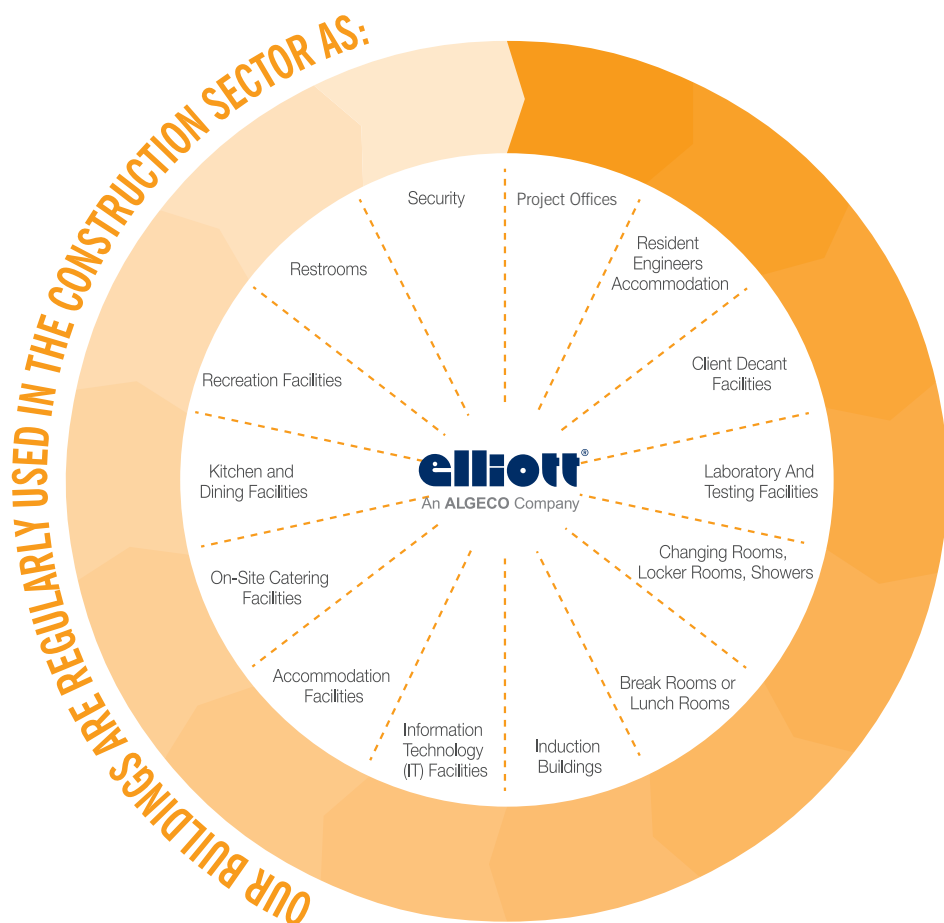 OUR BUILDINGS ARE REGULARLY USED IN THE CONSTRUCTION SECTOR AS:
Project Offices
Resident
Engineers
Accommodation
Client Decant
Facilities
Laboratory And
Testing Facilities
Changing Rooms,
Locker Rooms, Showers
Break Rooms or
Lunch Rooms
Induction
Buildings
Information
Technology
(IT) Facilities
Accommodation
Facilities
On-Site Catering
Facilities
Kitchen and
Dining Facilities
Recreation Facilities
Restrooms
Security
elliott®
An ALGECO Company